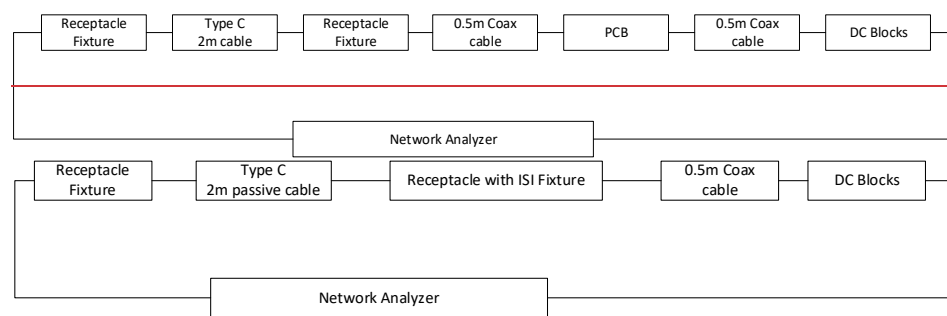 Receptacle
Fixture
Type C
2m cable
Receptacle
Fixture
0.5m Coax
cable
PCB
0.5m Coax
cable
DC Blocks
Network Analyzer
Receptacle
Fixture
Type C
2m passive cable
Receptacle with ISI Fixture
0.5m Coax
cable
DC Blocks
Network Analyzer